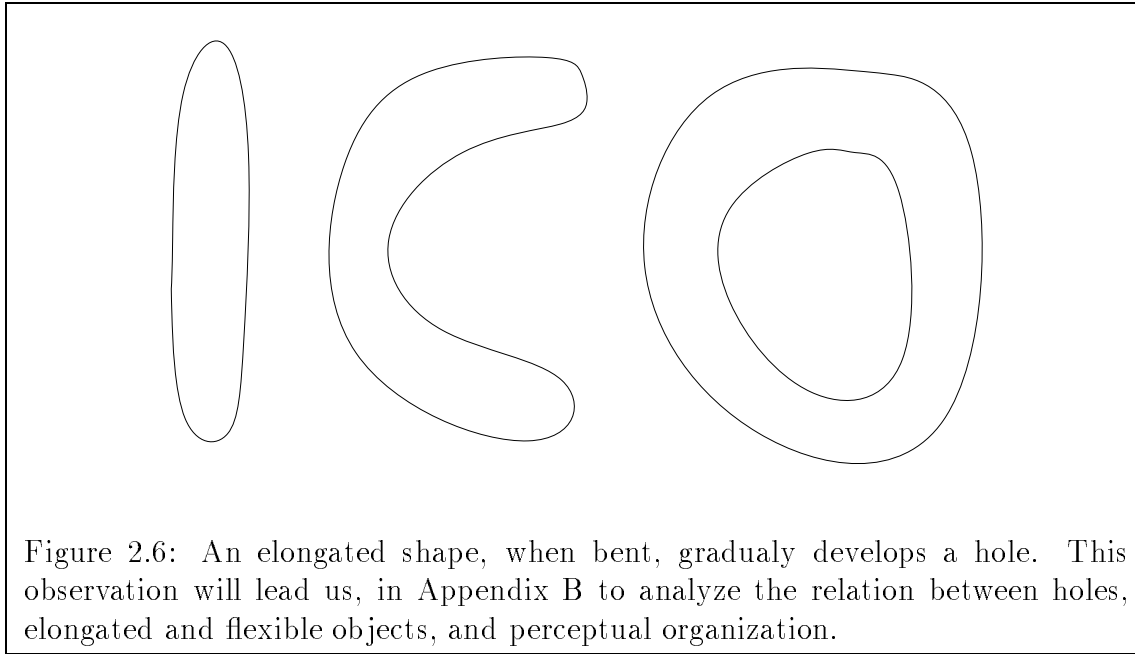 Figure 2.6: An elongated shape, when bent, gradualy develops a hole. This
observation will lead us, in Appendix B to analyze the relation between holes,
elongated and flexible objects, and perceptual organization.